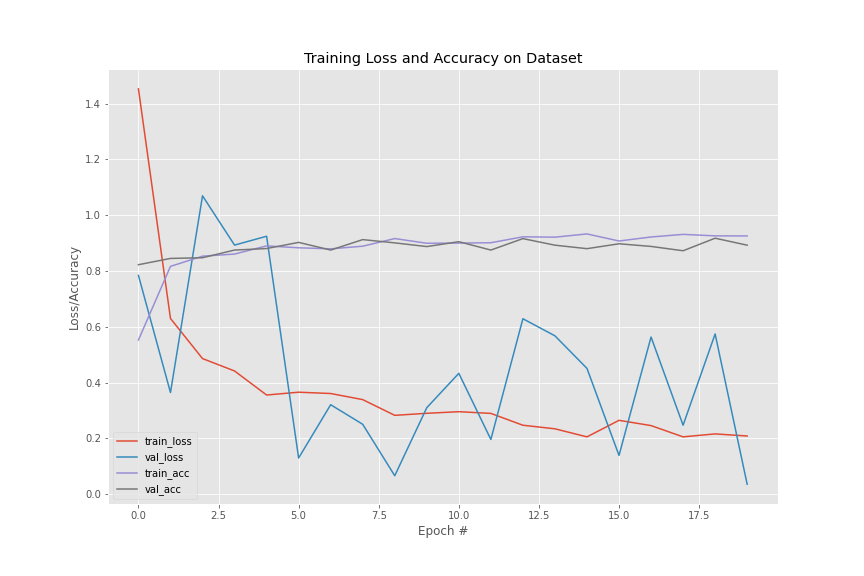 Training Loss and Accuracy on Dataset
1.4
1.2
1.0
0.8
0.6
0.4
0.2
0.0
Loss/Accuracy
train_loss
val_loss
train_acc
val_acc
0.0 2.5 5.0 7.5 10.0 12.5 15.0 17.5
Epoch #